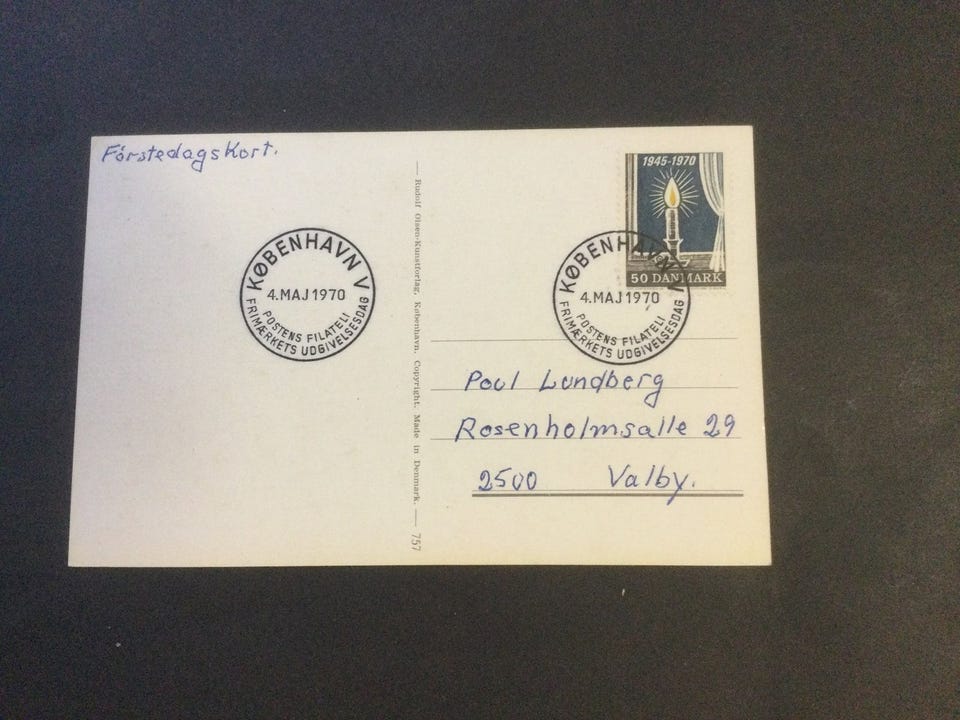 Förstedagskort.
1945-1970
50 DANMARK
KØBENHAVN V
4.MAJ 1970
POSTENS FILATELI
FRIMÆRKETS UDGIVELSESDAG
KØBENHAVN V
4.MAJ 1970
POSTENS FILATELI
FRIMÆRKETS UDGIVELSESDAG
— Rudolf Olsen-Kunstforlag, København. Copyright. Made in Denmark. — 757
Poul Lundberg
Rosenholmsalle 29
2500 Valby.